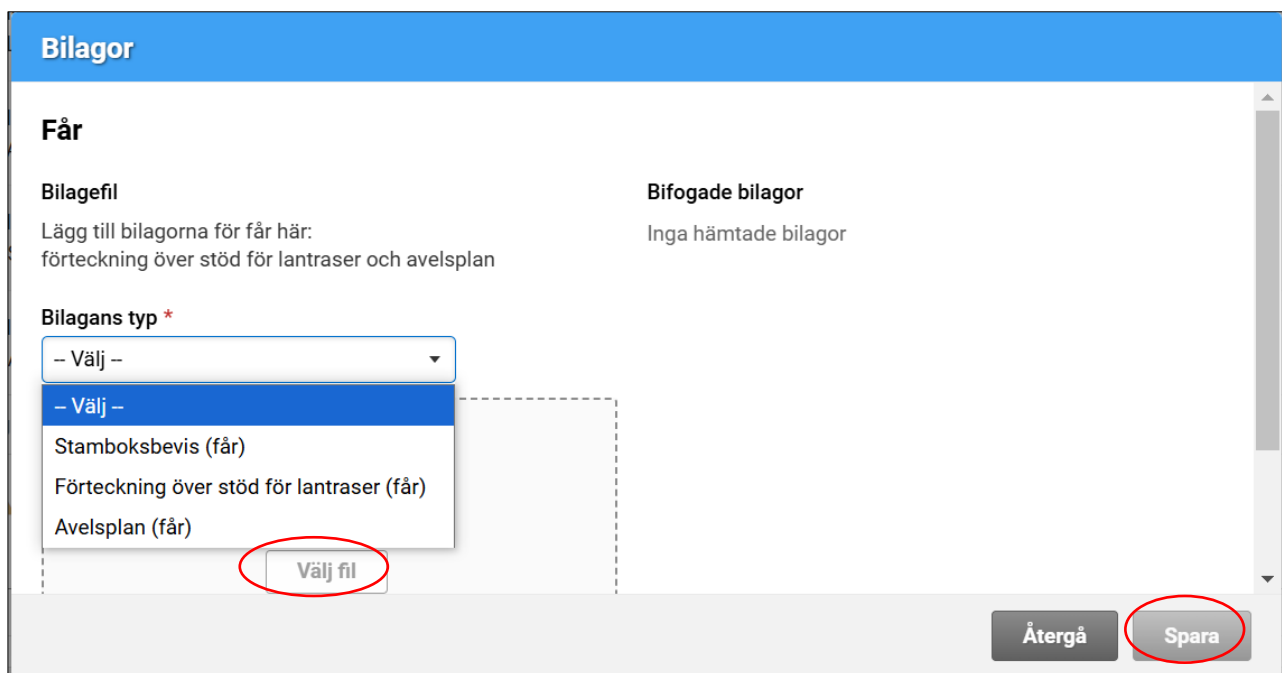 Bilagor
Får
Bilagefil
Lägg till bilagorna för får här:
förteckning över stöd för lantraser och avelsplan
Bifogade bilagor
Inga hämtade bilagor
Bilagans typ *
-- Välj --
-- Välj --
Stamboksbevis (får)
Förteckning över stöd för lantraser (får)
Avelsplan (får)
Välj fil
Återgå
Spara